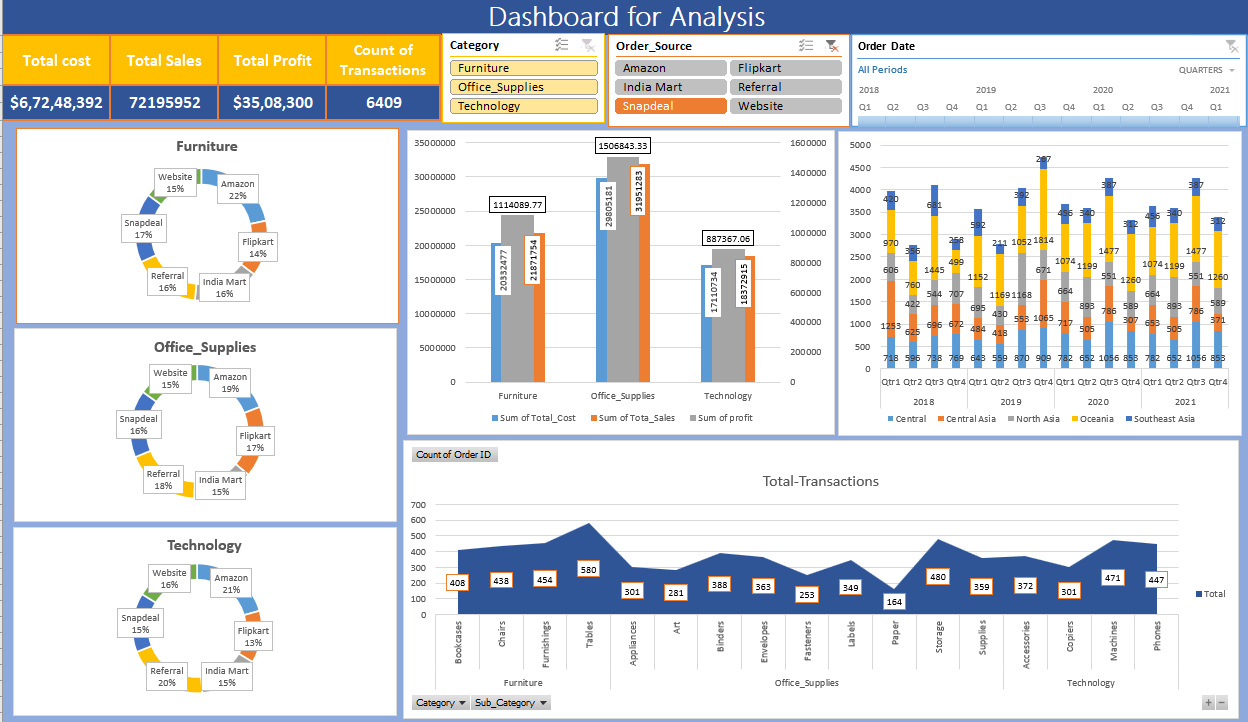 Dashboard for Analysis
Total cost
Total Sales
Total Profit
Count of
Transactions
$6,72,48,392
72195952
$35,08,300
6409
Category
Furniture
Office_Supplies
Technology
Order_Source
Amazon
Flipkart
India Mart
Referral
Snapdeal
Website
Order Date
All Periods
QUARTERS
2018 2019 2020 2021
Q1 Q2 Q3 Q4 Q1 Q2 Q3 Q4 Q1 Q2 Q3 Q4 Q1
Furniture
Website
15%
Amazon
22%
Snapdeal
17%
Flipkart
14%
Referral
16%
India Mart
16%
Office_Supplies
Website
15%
Amazon
19%
Snapdeal
16%
Flipkart
17%
Referral
18%
India Mart
15%
Technology
Website
16%
Amazon
21%
Snapdeal
15%
Flipkart
13%
Referral
20%
India Mart
15%
35000000
30000000
25000000
20000000
15000000
10000000
5000000
0
1600000
1400000
1200000
1000000
800000
600000
400000
200000
0
1114089.77
1506843.33
887367.06
20332477
21871754
29805181
31951283
17110734
18372915
Furniture Office_Supplies Technology
Sum of Total_Cost Sum of Tota_Sales Sum of profit
5000
4500
4000
3500
3000
2500
2000
1500
1000
500
0
420 356 681 258 592 211 392 267 456 340 387 312 456 340 387 312
970 760 1445 499 1152 1169 1052 1814 1074 1199 1477 1260 1074 1199 1477 1260
606 422 544 707 695 430 1168 671 664 893 551 589 664 893 551 589
1253 625 696 672 484 418 553 1065 717 505 786 307 653 505 786 371
718 596 738 769 643 559 870 909 782 652 1056 853 782 652 1056 853
Qtr1 Qtr2 Qtr3 Qtr4 Qtr1 Qtr2 Qtr3 Qtr4 Qtr1 Qtr2 Qtr3 Qtr4 Qtr1 Qtr2 Qtr3 Qtr4
2018 2019 2020 2021
Central Central Asia North Asia Oceania Southeast Asia
Count of Order ID
Total-Transactions
700
600
500
400
300
200
100
0
408 438 454 580 301 281 388 363 253 349 164 480 359 372 301 471 447
Total
Bookcases
Chairs
Furnishings
Tables
Appliances
Art
Binders
Envelopes
Fasteners
Labels
Paper
Storage
Supplies
Accessories
Copiers
Machines
Phones
Furniture Office_Supplies Technology
Category Sub_Category
+ −